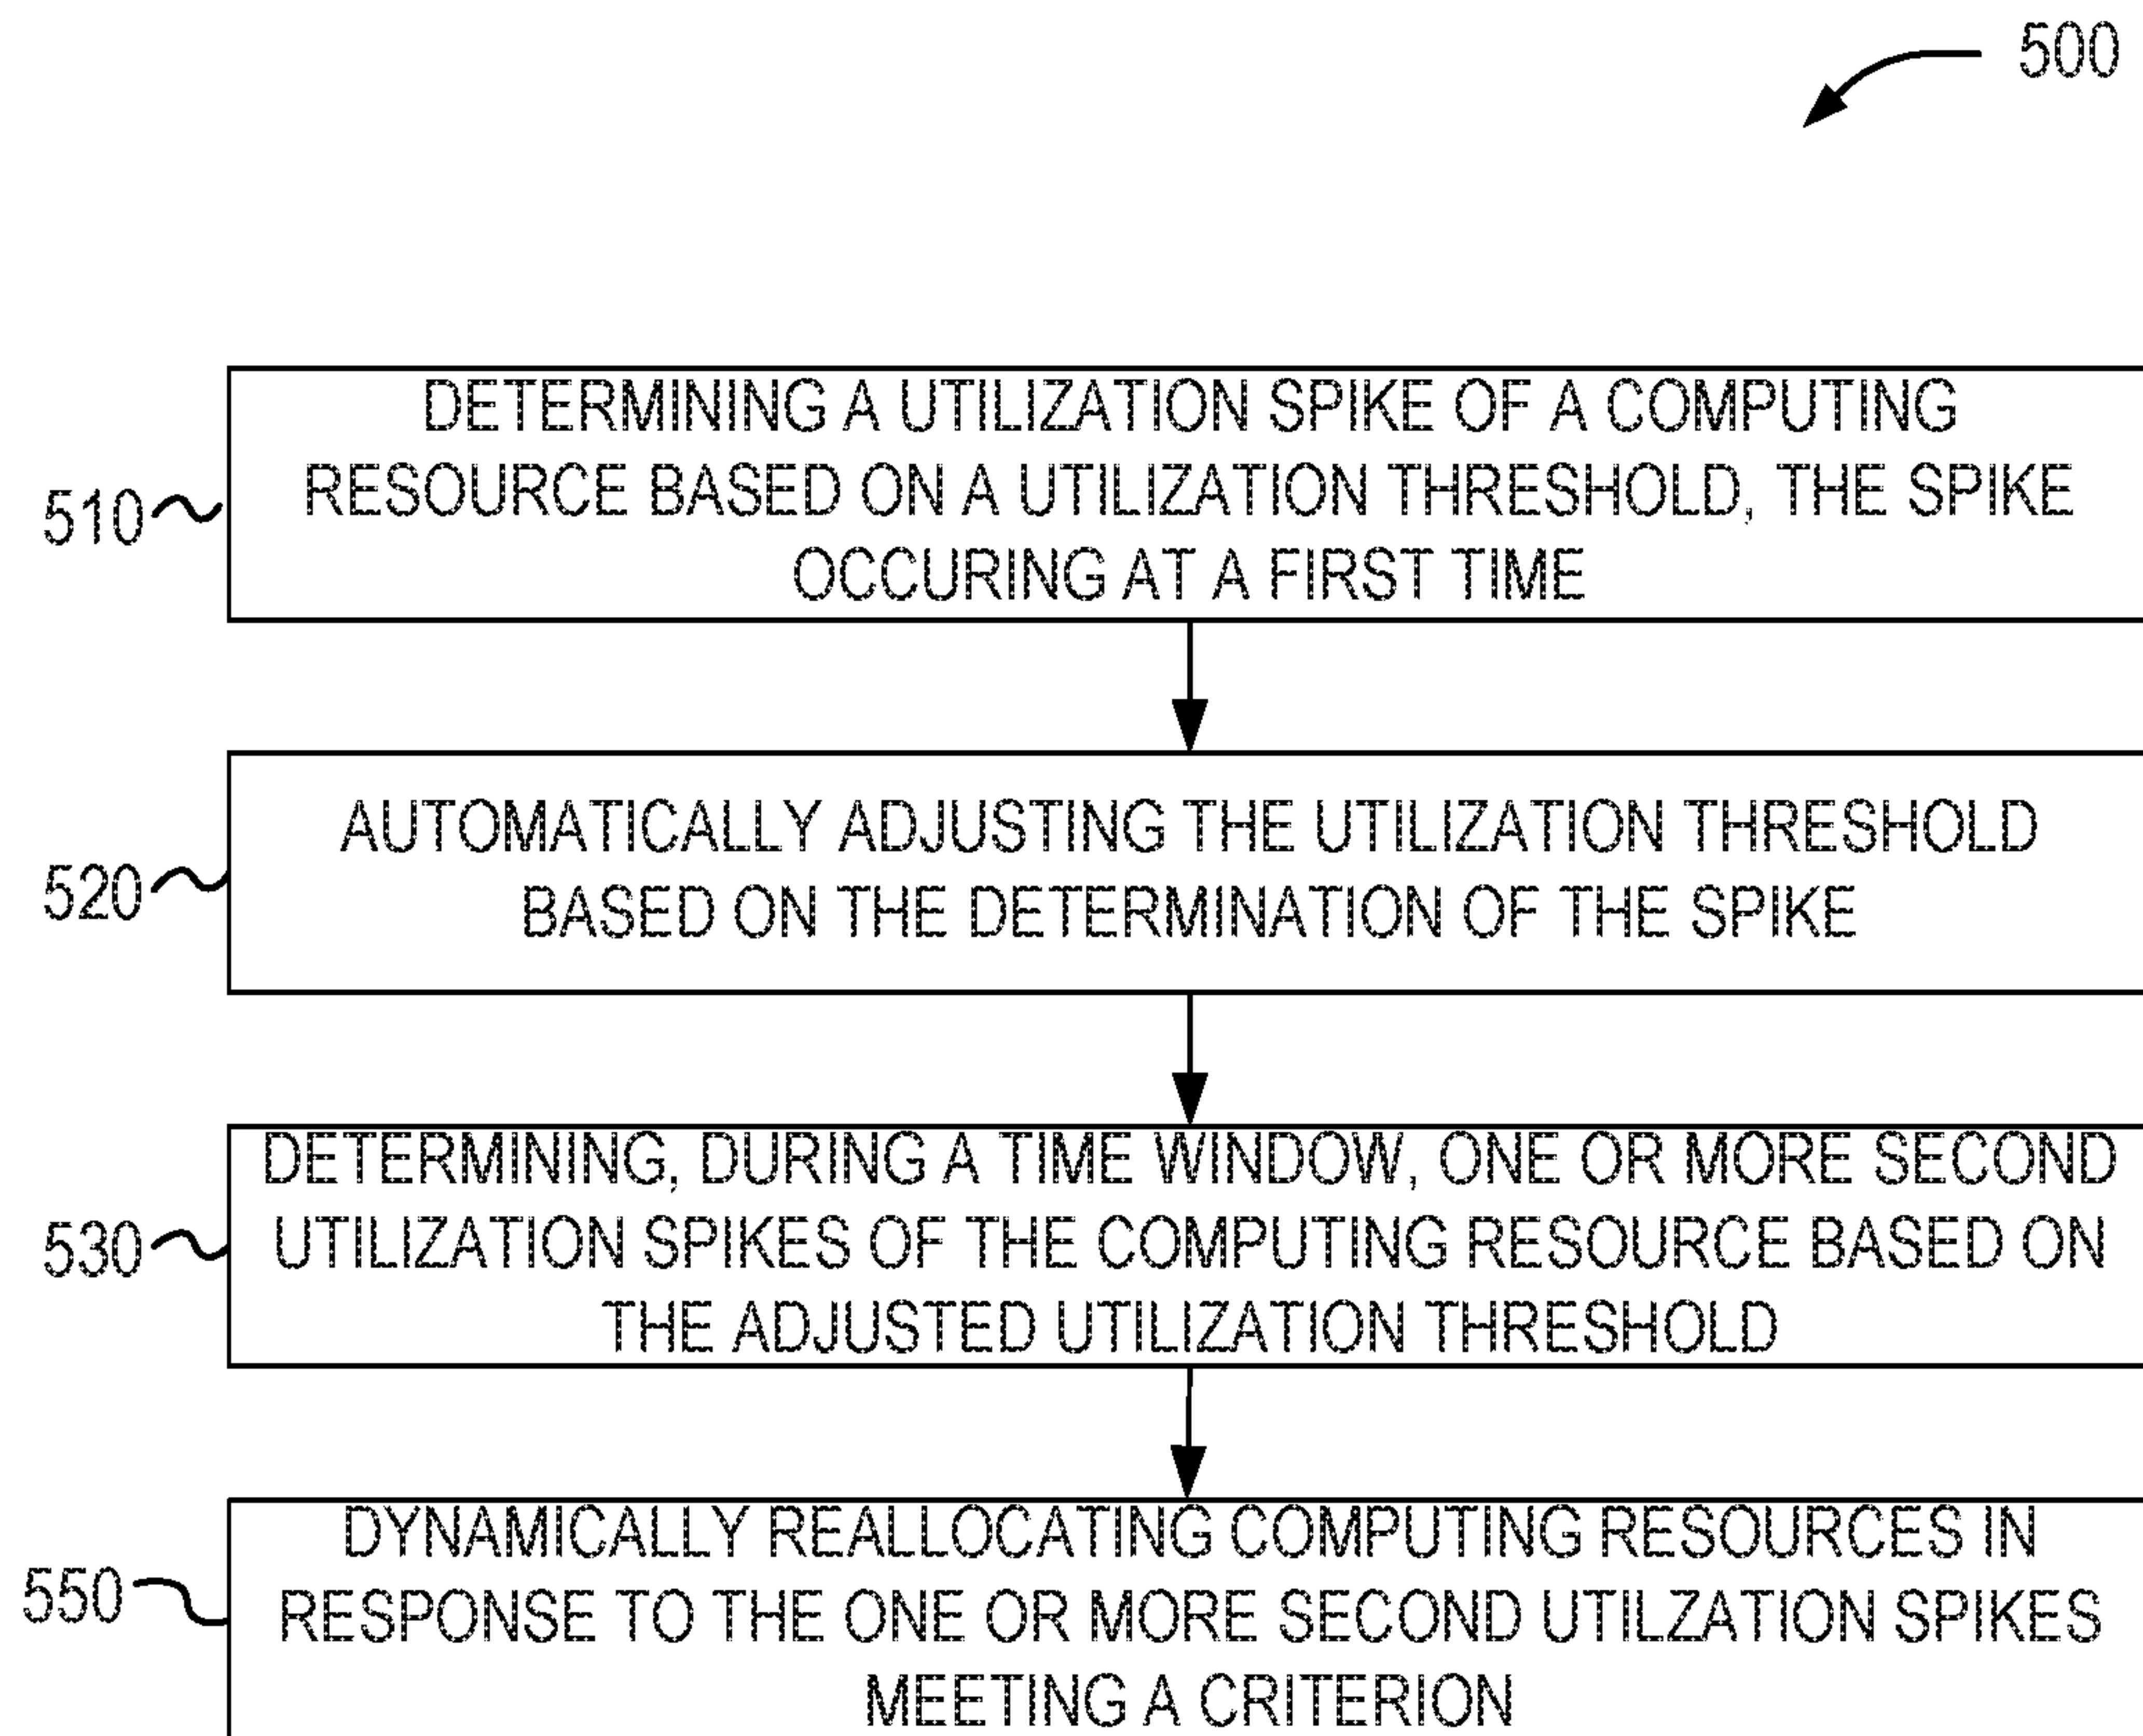 500
DETERMINING A UTILIZATION SPIKE OF A COMPUTING
RESOURCE BASED ON A UTILIZATION THRESHOLD, THE SPIKE
OCCURING AT A FIRST TIME
510
AUTOMATICALLY ADJUSTING THE UTILIZATION THRESHOLD
BASED ON THE DETERMINATION OF THE SPIKE
520
DETERMINING, DURING A TIME WINDOW, ONE OR MORE SECOND
UTILIZATION SPIKES OF THE COMPUTING RESOURCE BASED ON
THE ADJUSTED UTILIZATION THRESHOLD
530
DYNAMICALLY REALLOCATING COMPUTING RESOURCES IN
RESPONSE TO THE ONE OR MORE SECOND UTILZATION SPIKES
MEETING A CRITERION
550